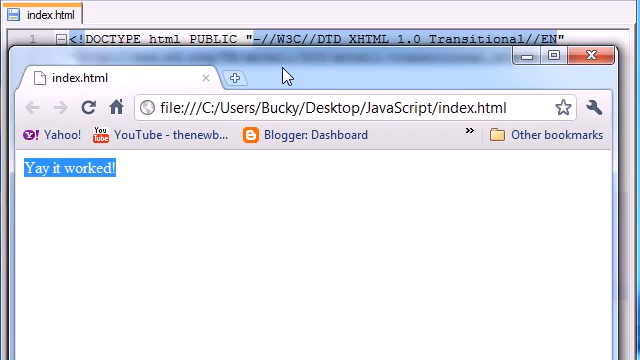 index.html
1 <!DOCTYPE html PUBLIC "-//W3C//DTD XHTML 1.0 Transitional//EN"
index.html
file:///C:/Users/Bucky/Desktop/JavaScript/index.html
Yahoo! YouTube - thenewb... Blogger: Dashboard » Other bookmarks
Yay it worked!